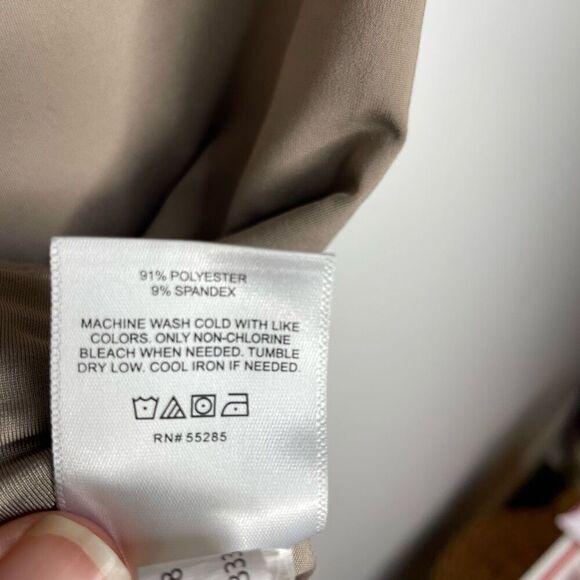 91% POLYESTER
9% SPANDEX
MACHINE WASH COLD WITH LIKE
COLORS. ONLY NON-CHLORINE
BLEACH WHEN NEEDED. TUMBLE
DRY LOW. COOL IRON IF NEEDED.
RN# 55285